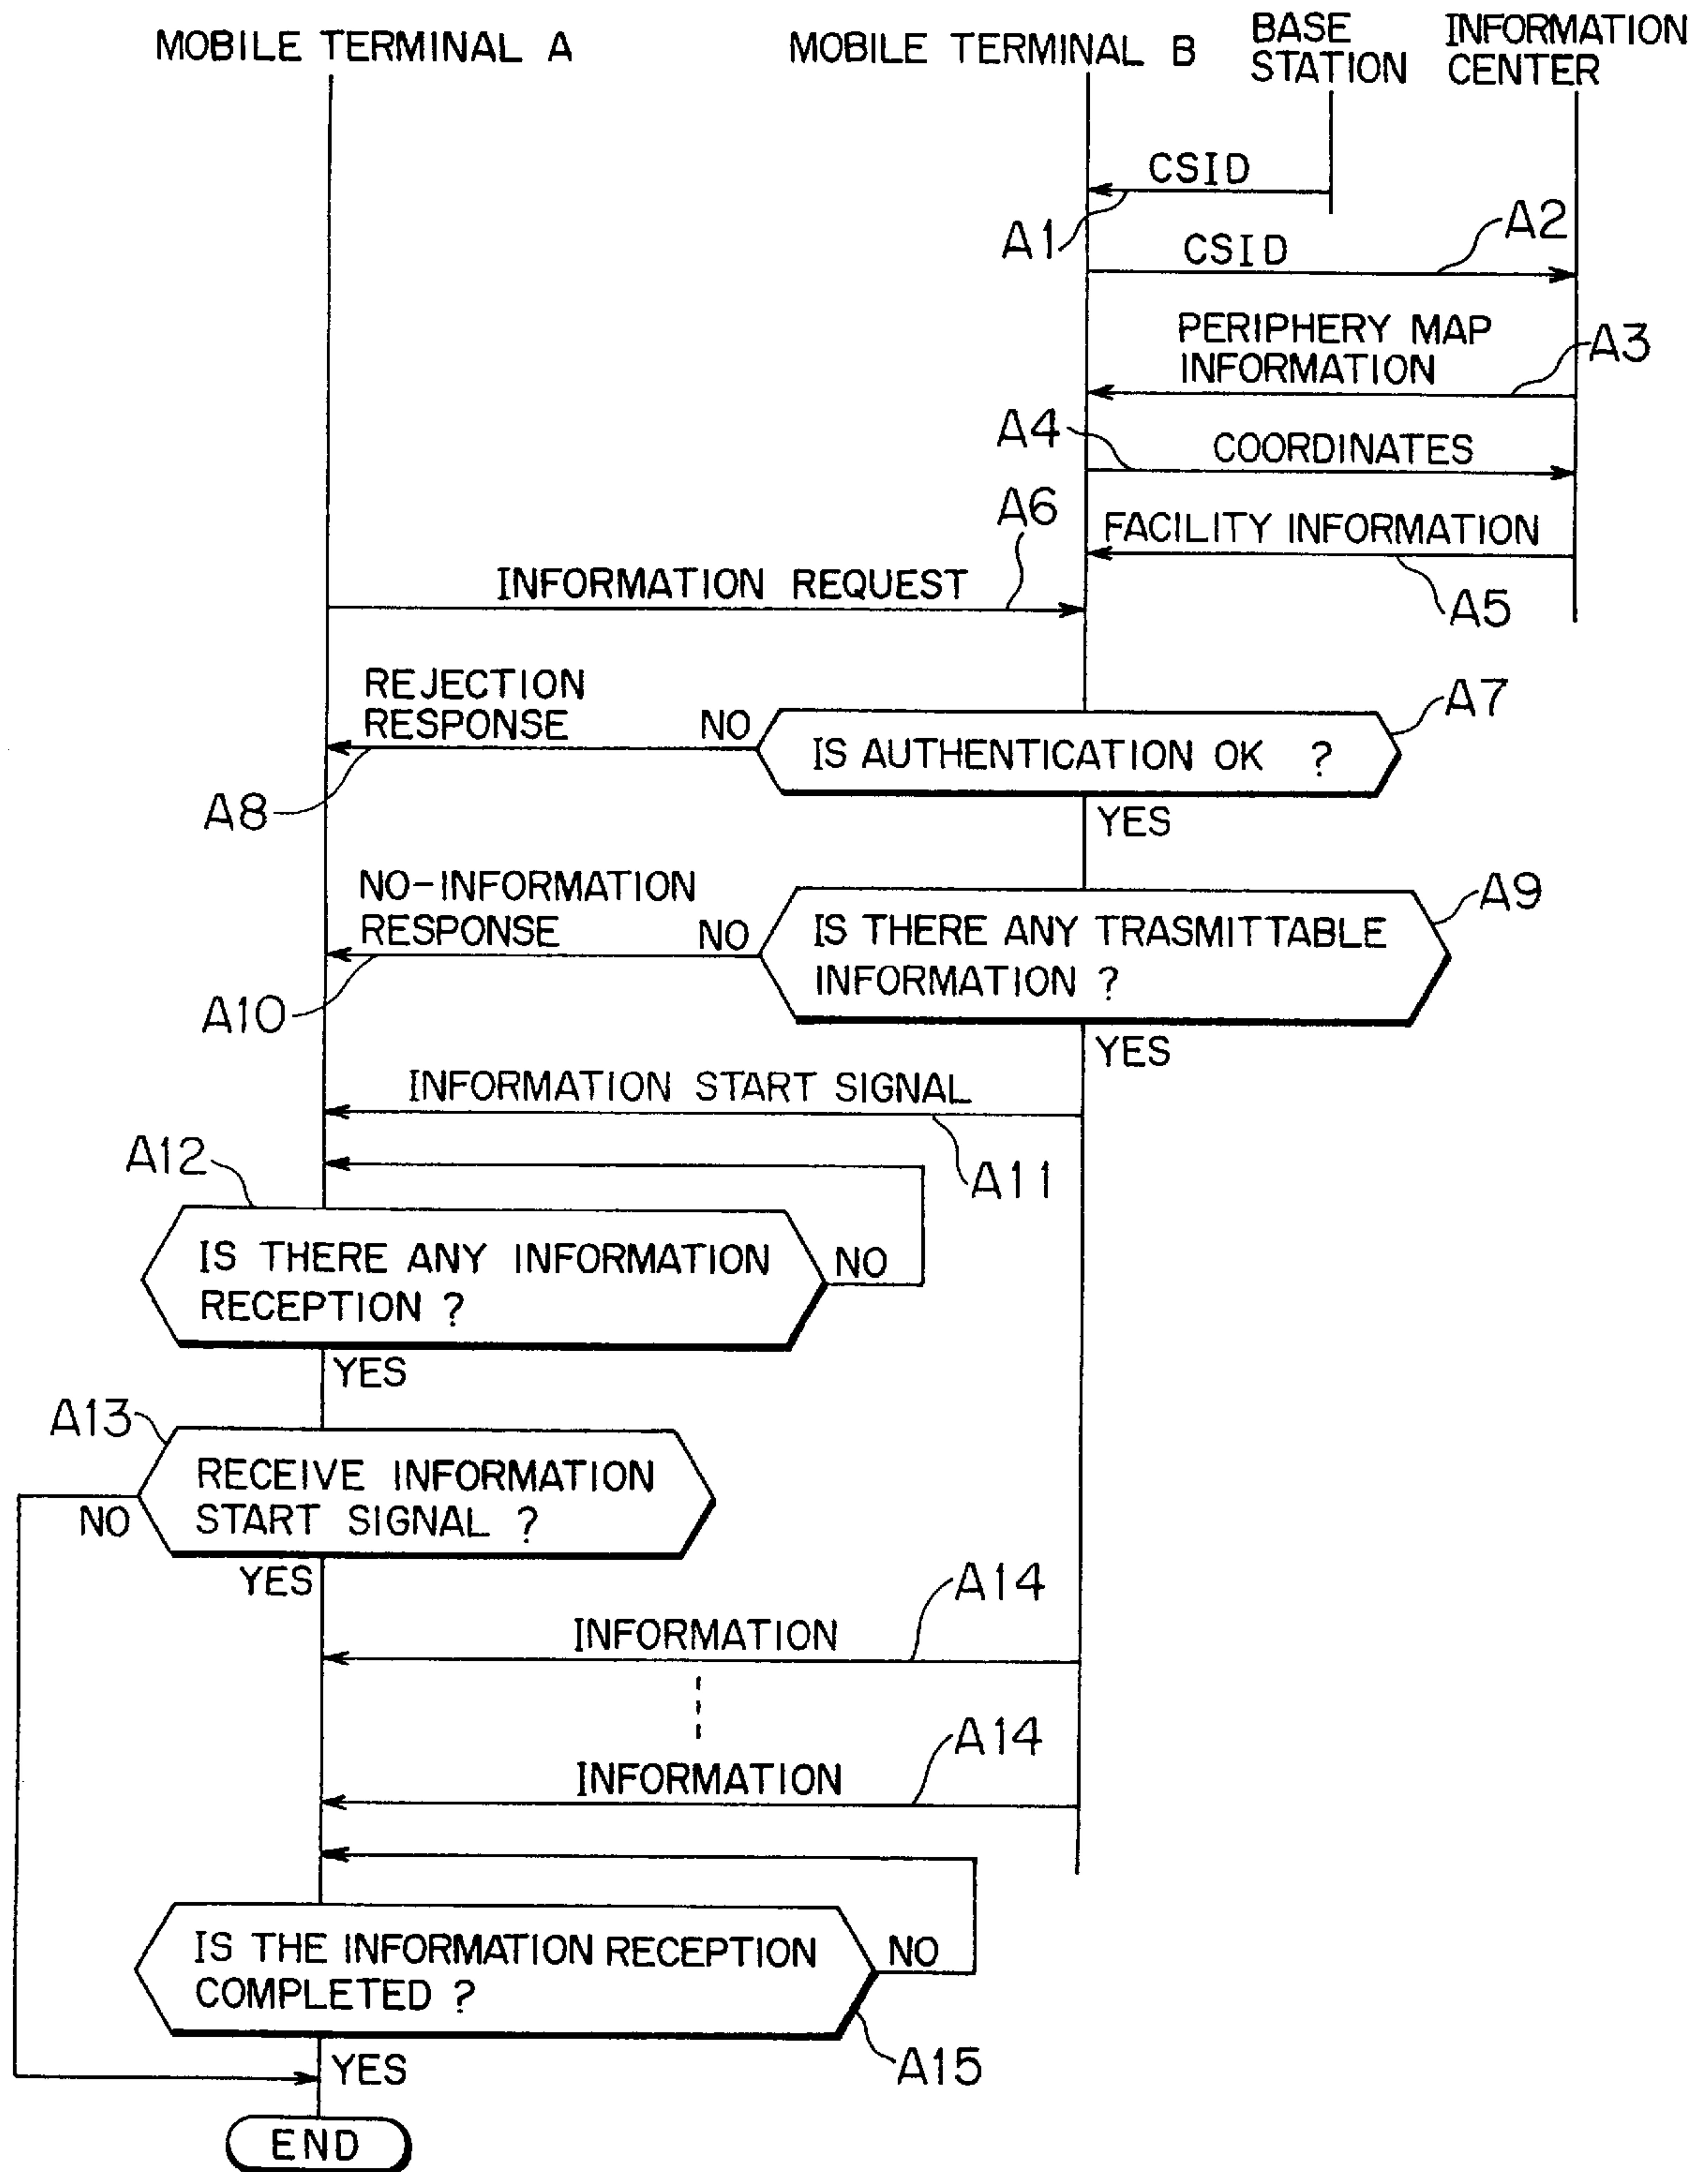 MOBILE TERMINAL A
MOBILE TERMINAL B
BASE
STATION
INFORMATION
CENTER
CSID
A1
CSID
A2
PERIPHERY MAP
INFORMATION
A3
A4
COORDINATES
A6
FACILITY INFORMATION
A5
INFORMATION REQUEST
REJECTION
RESPONSE
NO
IS AUTHENTICATION OK ?
A7
A8
YES
NO-INFORMATION
RESPONSE
NO
IS THERE ANY TRASMITTABLE
INFORMATION ?
A9
A10
YES
INFORMATION START SIGNAL
A11
A12
IS THERE ANY INFORMATION
RECEPTION ?
NO
YES
A13
RECEIVE INFORMATION
START SIGNAL ?
NO
YES
A14
INFORMATION
A14
INFORMATION
IS THE INFORMATION RECEPTION
COMPLETED ?
NO
A15
YES
END